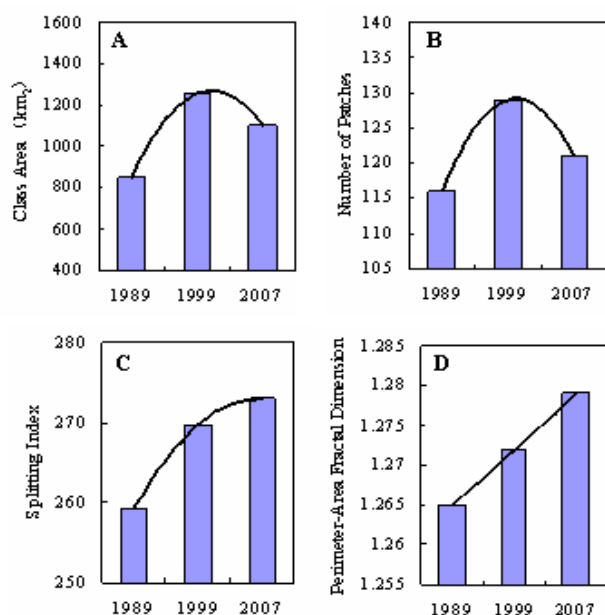 A
Class Area (km2)
1600
1400
1200
1000
800
600
400
1989 1999 2007
B
Number of Patches
140
135
130
125
120
115
110
105
1989 1999 2007
C
Splitting Index
280
270
260
250
1989 1999 2007
D
Perimeter-Area Fractal Dimension
1.285
1.28
1.275
1.27
1.265
1.26
1.255
1989 1999 2007